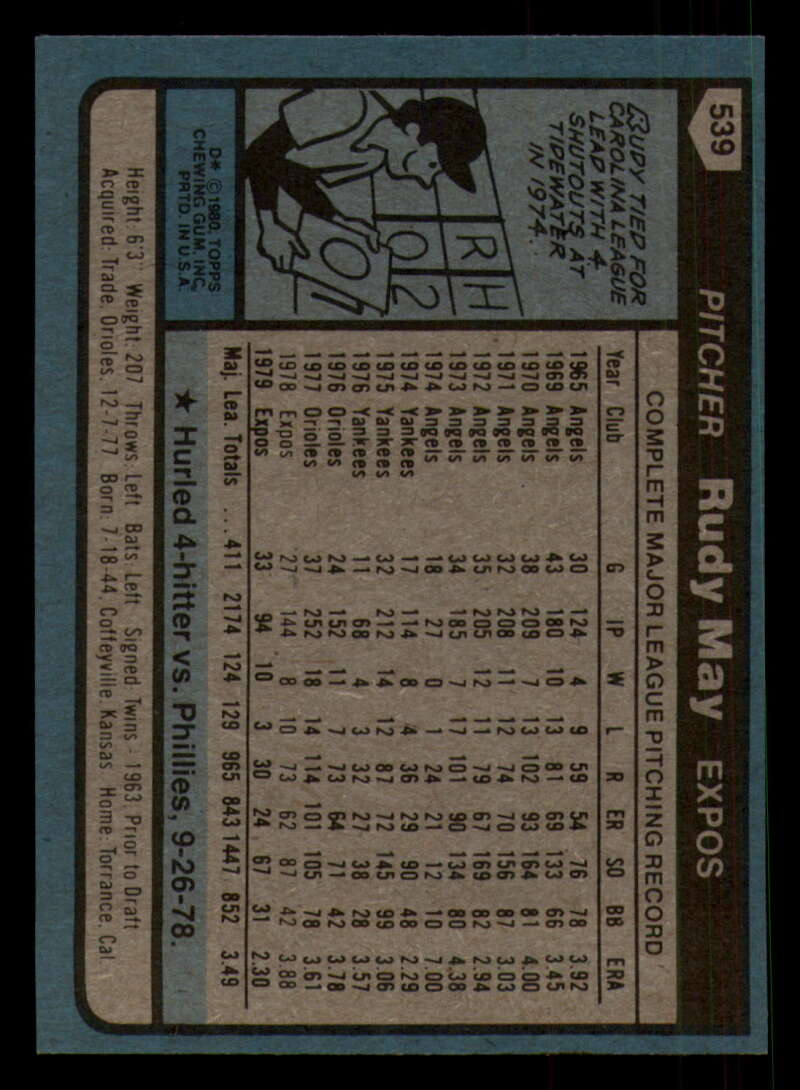 539
PITCHER Rudy May EXPOS
RUDY TIED FOR
CAROLINA LEAGUE
LEAD WITH 4
SHUTOUTS AT
TIDEWATER
IN 1974.
R H
0 2
0
D* © 1980 TOPPS
CHEWING GUM, INC.
PRTD. IN U.S.A.
COMPLETE MAJOR LEAGUE PITCHING RECORD
Year Club G IP W L R ER SO BB ERA
1965 Angels 30 124 4 9 59 54 76 78 3.92
1969 Angels 43 180 10 13 81 69 133 66 3.45
1970 Angels 38 209 7 13 102 93 164 81 4.00
1971 Angels 32 208 11 12 74 70 156 87 3.03
1972 Angels 35 205 12 11 79 67 169 82 2.94
1973 Angels 34 185 7 17 101 90 134 80 4.38
1974 Angels 18 27 0 1 24 21 12 10 7.00
1974 Yankees 17 114 8 4 36 29 90 48 2.29
1975 Yankees 32 212 14 12 87 72 145 99 3.06
1976 Yankees 11 68 4 3 32 27 38 28 3.57
1976 Orioles 24 152 11 7 73 64 71 42 3.78
1977 Orioles 37 252 18 14 114 101 105 78 3.61
1978 Expos 27 144 8 10 73 62 87 42 3.88
1979 Expos 33 94 10 3 30 24 67 31 2.30
Maj. Lea. Totals ... 411 2174 124 129 965 843 1447 852 3.49
★ Hurled 4-hitter vs. Phillies, 9-26-78.
Height: 6'3" Weight: 207 Throws: Left Bats: Left Signed: Twins - 1963 Prior to Draft
Acquired: Trade, Orioles, 12-7-77 Born: 7-18-44, Coffeyville, Kansas Home: Torrance, Cal